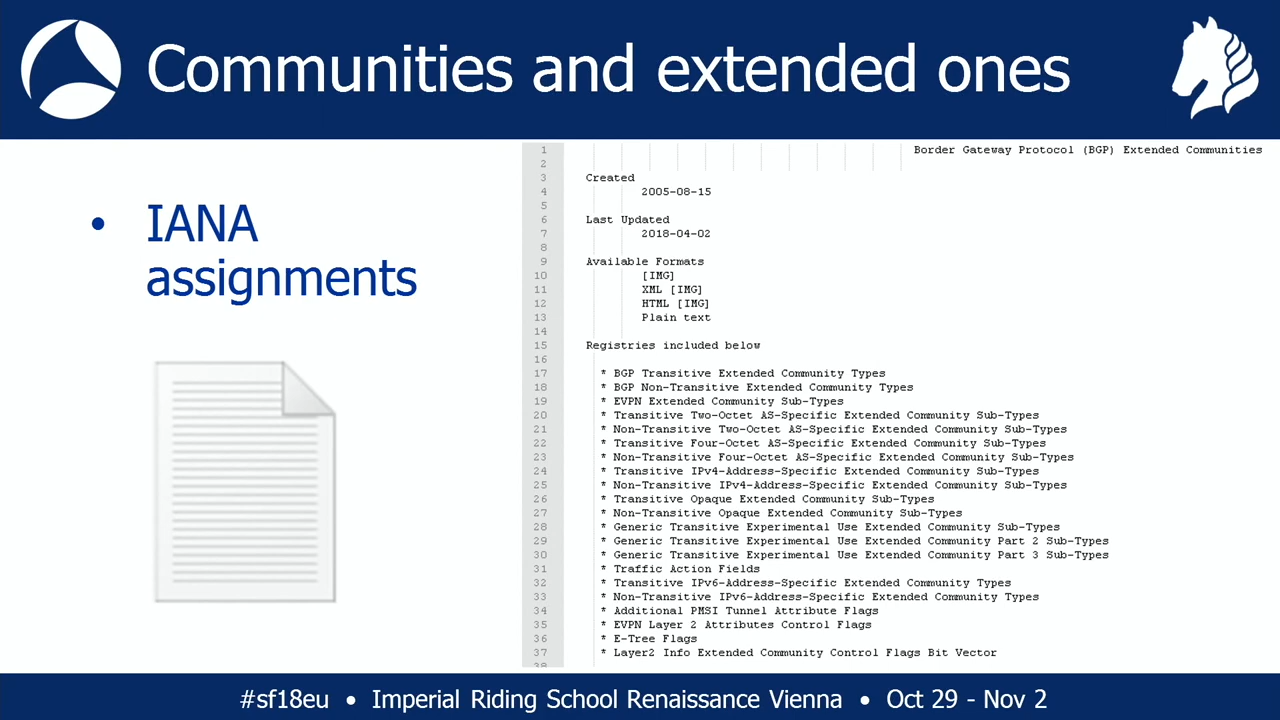 Communities and extended ones
• IANA
assignments
1 Border Gateway Protocol (BGP) Extended Communities
2
3 Created
4 2005-08-15
5
6 Last Updated
7 2018-04-02
8
9 Available Formats
10 [IMG]
11 XML [IMG]
12 HTML [IMG]
13 Plain text
14
15 Registries included below
16
17 * BGP Transitive Extended Community Types
18 * BGP Non-Transitive Extended Community Types
19 * EVPN Extended Community Sub-Types
20 * Transitive Two-Octet AS-Specific Extended Community Sub-Types
21 * Non-Transitive Two-Octet AS-Specific Extended Community Sub-Types
22 * Transitive Four-Octet AS-Specific Extended Community Sub-Types
23 * Non-Transitive Four-Octet AS-Specific Extended Community Sub-Types
24 * Transitive IPv4-Address-Specific Extended Community Sub-Types
25 * Non-Transitive IPv4-Address-Specific Extended Community Sub-Types
26 * Transitive Opaque Extended Community Sub-Types
27 * Non-Transitive Opaque Extended Community Sub-Types
28 * Generic Transitive Experimental Use Extended Community Sub-Types
29 * Generic Transitive Experimental Use Extended Community Part 2 Sub-Types
30 * Generic Transitive Experimental Use Extended Community Part 3 Sub-Types
31 * Traffic Action Fields
32 * Transitive IPv6-Address-Specific Extended Community Types
33 * Non-Transitive IPv6-Address-Specific Extended Community Types
34 * Additional PMSI Tunnel Attribute Flags
35 * EVPN Layer 2 Attributes Control Flags
36 * E-Tree Flags
37 * Layer2 Info Extended Community Control Flags Bit Vector
38
#sf18eu • Imperial Riding School Renaissance Vienna • Oct 29 - Nov 2